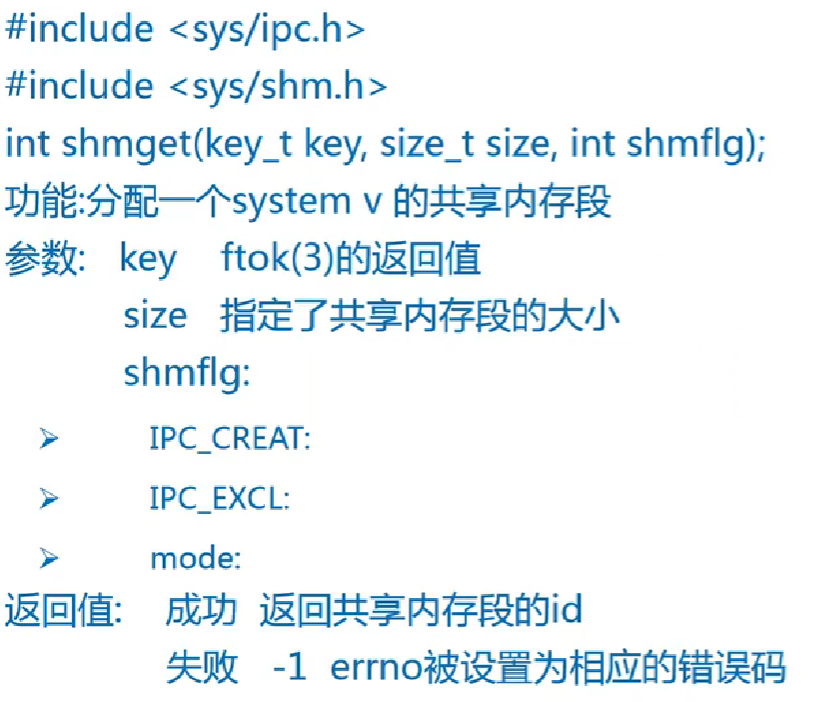 #include <sys/ipc.h>
#include <sys/shm.h>
int shmget(key_t key, size_t size, int shmflg);
功能:分配一个system v 的共享内存段
参数: key ftok(3)的返回值
size 指定了共享内存段的大小
shmflg:
➢ IPC_CREAT:
➢ IPC_EXCL:
➢ mode:
返回值: 成功 返回共享内存段的id
失败 -1 errno被设置为相应的错误码